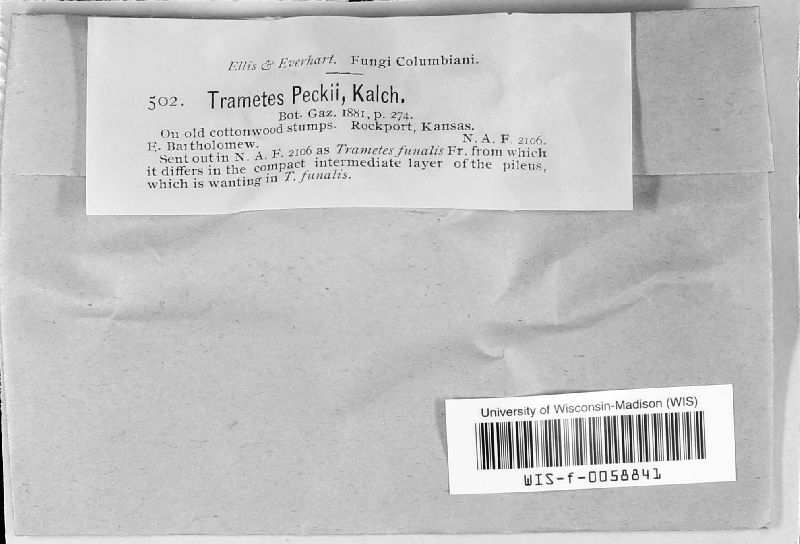 Ellis & Everhart. Fungi Columbiani.
502. Trametes Peckii, Kalch.
Bot. Gaz. 1881, p. 274.
On old cottonwood stumps. Rockport, Kansas.
E. Bartholomew. N. A. F. 2106.
Sent out in N. A. F. 2106 as Trametes funalis Fr. from which
it differs in the compact intermediate layer of the pileus,
which is wanting in T. funalis.
University of Wisconsin-Madison (WIS)
WIS-f-0058841